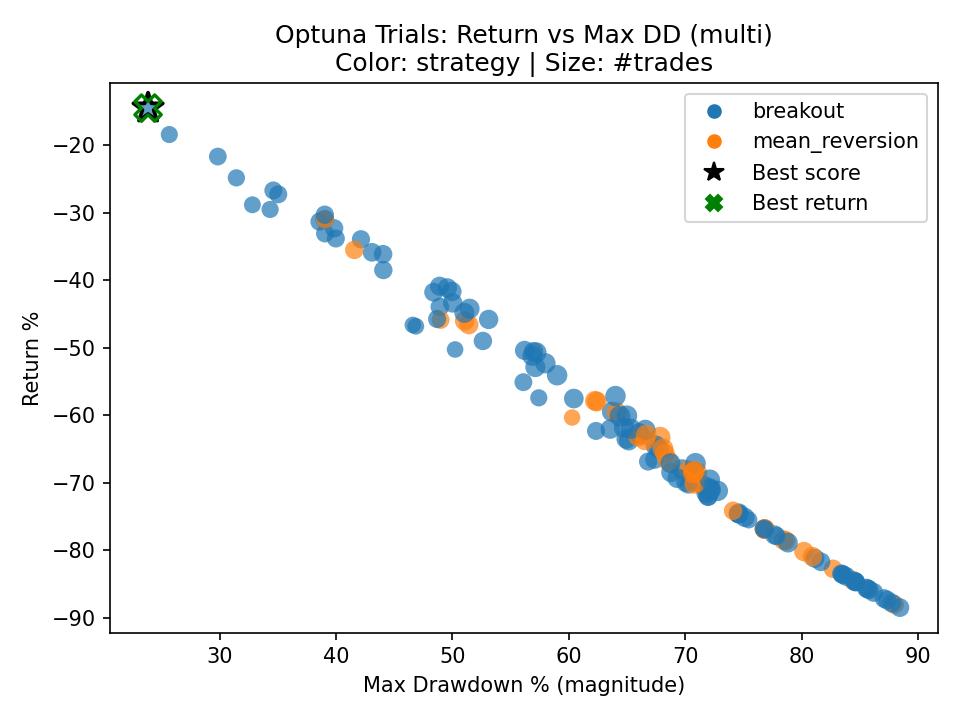 Optuna Trials: Return vs Max DD (multi)
Color: strategy | Size: #trades
breakout
mean_reversion
Best score
Best return
Return %
−20
−30
−40
−50
−60
−70
−80
−90
30 40 50 60 70 80 90
Max Drawdown % (magnitude)